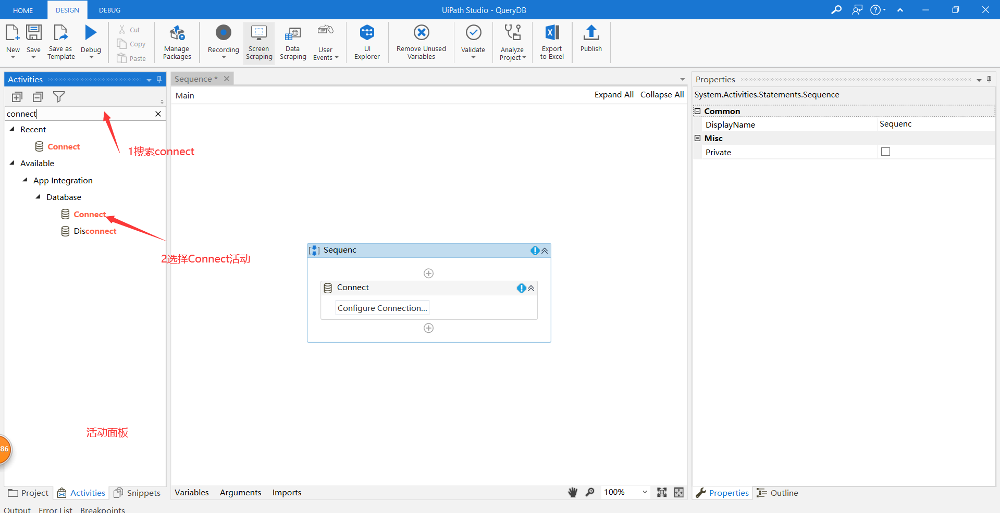 HOME DESIGN DEBUG UiPath Studio - QueryDB
New Save Save as Template Debug
Cut
Copy
Paste
Manage Packages
Recording
Screen Scraping
Data Scraping
User Events
UI Explorer
Remove Unused Variables
Validate
Analyze Project
Export to Excel
Publish
Activities
connect
Recent
Connect
Available
App Integration
Database
Connect
Disconnect
1搜索connect
2选择Connect活动
活动面板
86
Project Activities Snippets
Sequence *
Main Expand All Collapse All
Sequenc
Connect
Configure Connection...
Variables Arguments Imports 100%
Properties
System.Activities.Statements.Sequence
Common
DisplayName Sequenc
Misc
Private
Properties Outline
Output Error List Breakpoints